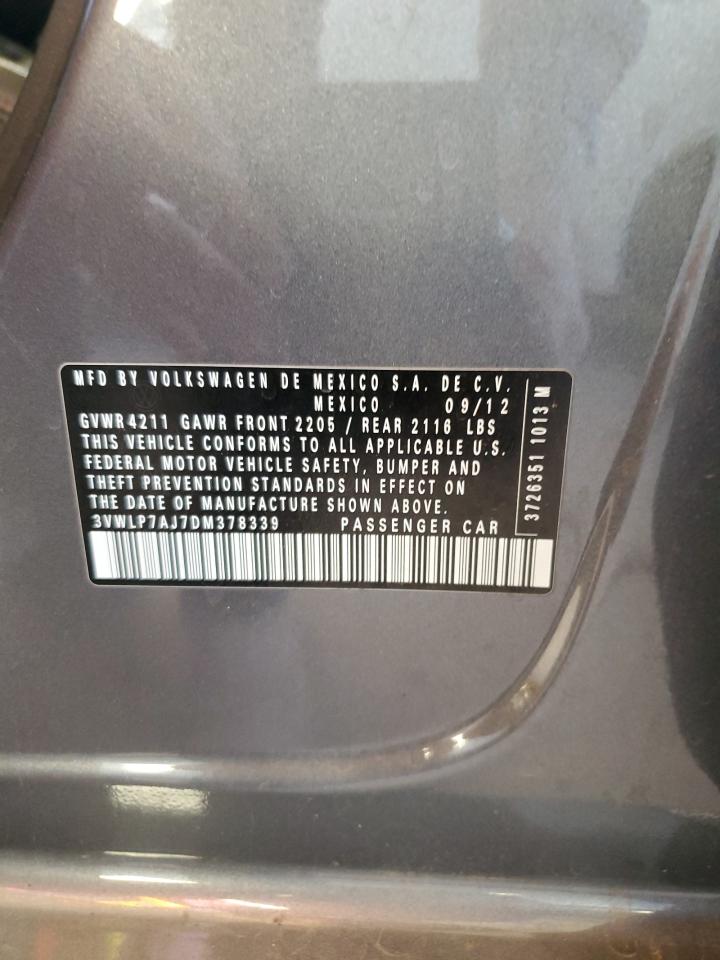 MFD BY VOLKSWAGEN DE MEXICO S.A. DE C.V.
MEXICO 09/12
GVWR 4211 GAWR FRONT 2205 / REAR 2116 LBS
THIS VEHICLE CONFORMS TO ALL APPLICABLE U.S.
FEDERAL MOTOR VEHICLE SAFETY, BUMPER AND
THEFT PREVENTION STANDARDS IN EFFECT ON
THE DATE OF MANUFACTURE SHOWN ABOVE.
3VWLP7AJ7DM378339 PASSENGER CAR
3726351 1013 M